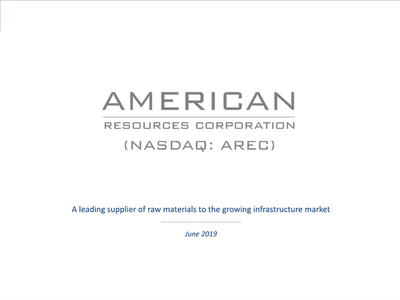 AMERICAN
RESOURCES CORPORATION
(NASDAQ: AREC)
A leading supplier of raw materials to the growing infrastructure market
June 2019